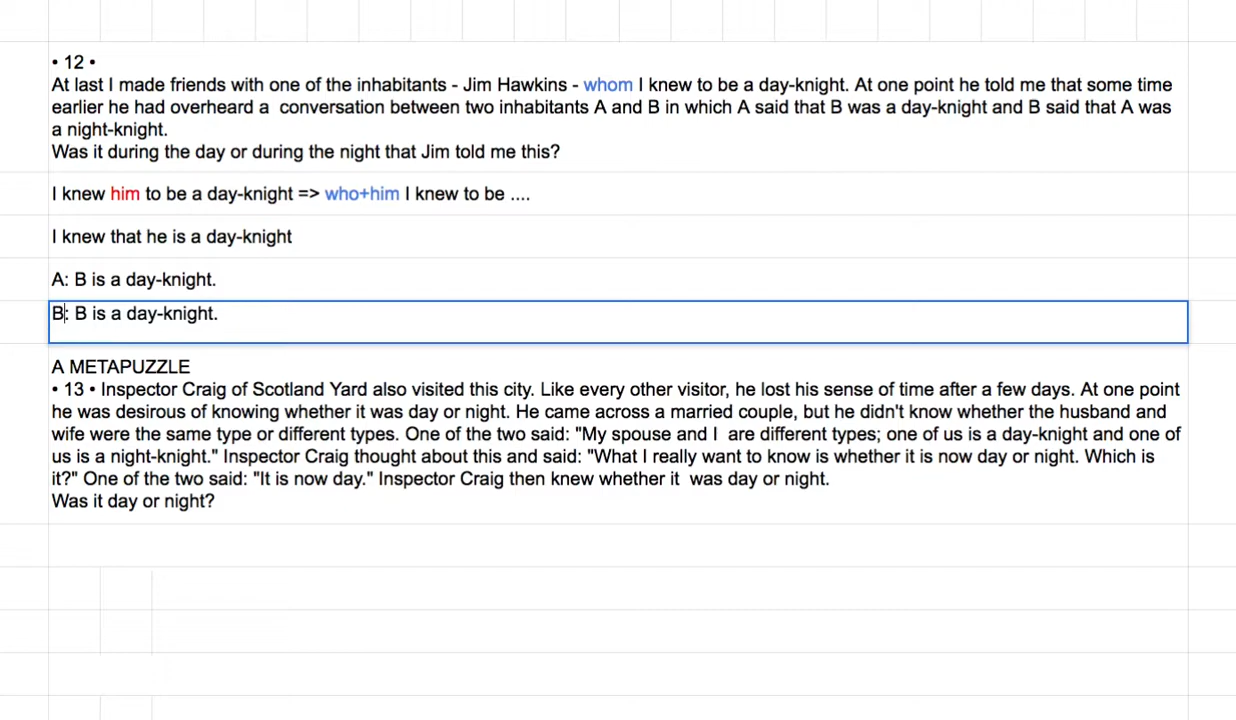 • 12 •
At last I made friends with one of the inhabitants - Jim Hawkins - whom I knew to be a day-knight. At one point he told me that some time
earlier he had overheard a  conversation between two inhabitants A and B in which A said that B was a day-knight and B said that A was
a night-knight.
Was it during the day or during the night that Jim told me this?
I knew him to be a day-knight => who+him I knew to be ....
I knew that he is a day-knight
A: B is a day-knight.
B: B is a day-knight.
A METAPUZZLE
• 13 • Inspector Craig of Scotland Yard also visited this city. Like every other visitor, he lost his sense of time after a few days. At one point
he was desirous of knowing whether it was day or night. He came across a married couple, but he didn't know whether the husband and
wife were the same type or different types. One of the two said: "My spouse and I  are different types; one of us is a day-knight and one of
us is a night-knight." Inspector Craig thought about this and said: "What I really want to know is whether it is now day or night. Which is
it?" One of the two said: "It is now day." Inspector Craig then knew whether it  was day or night.
Was it day or night?